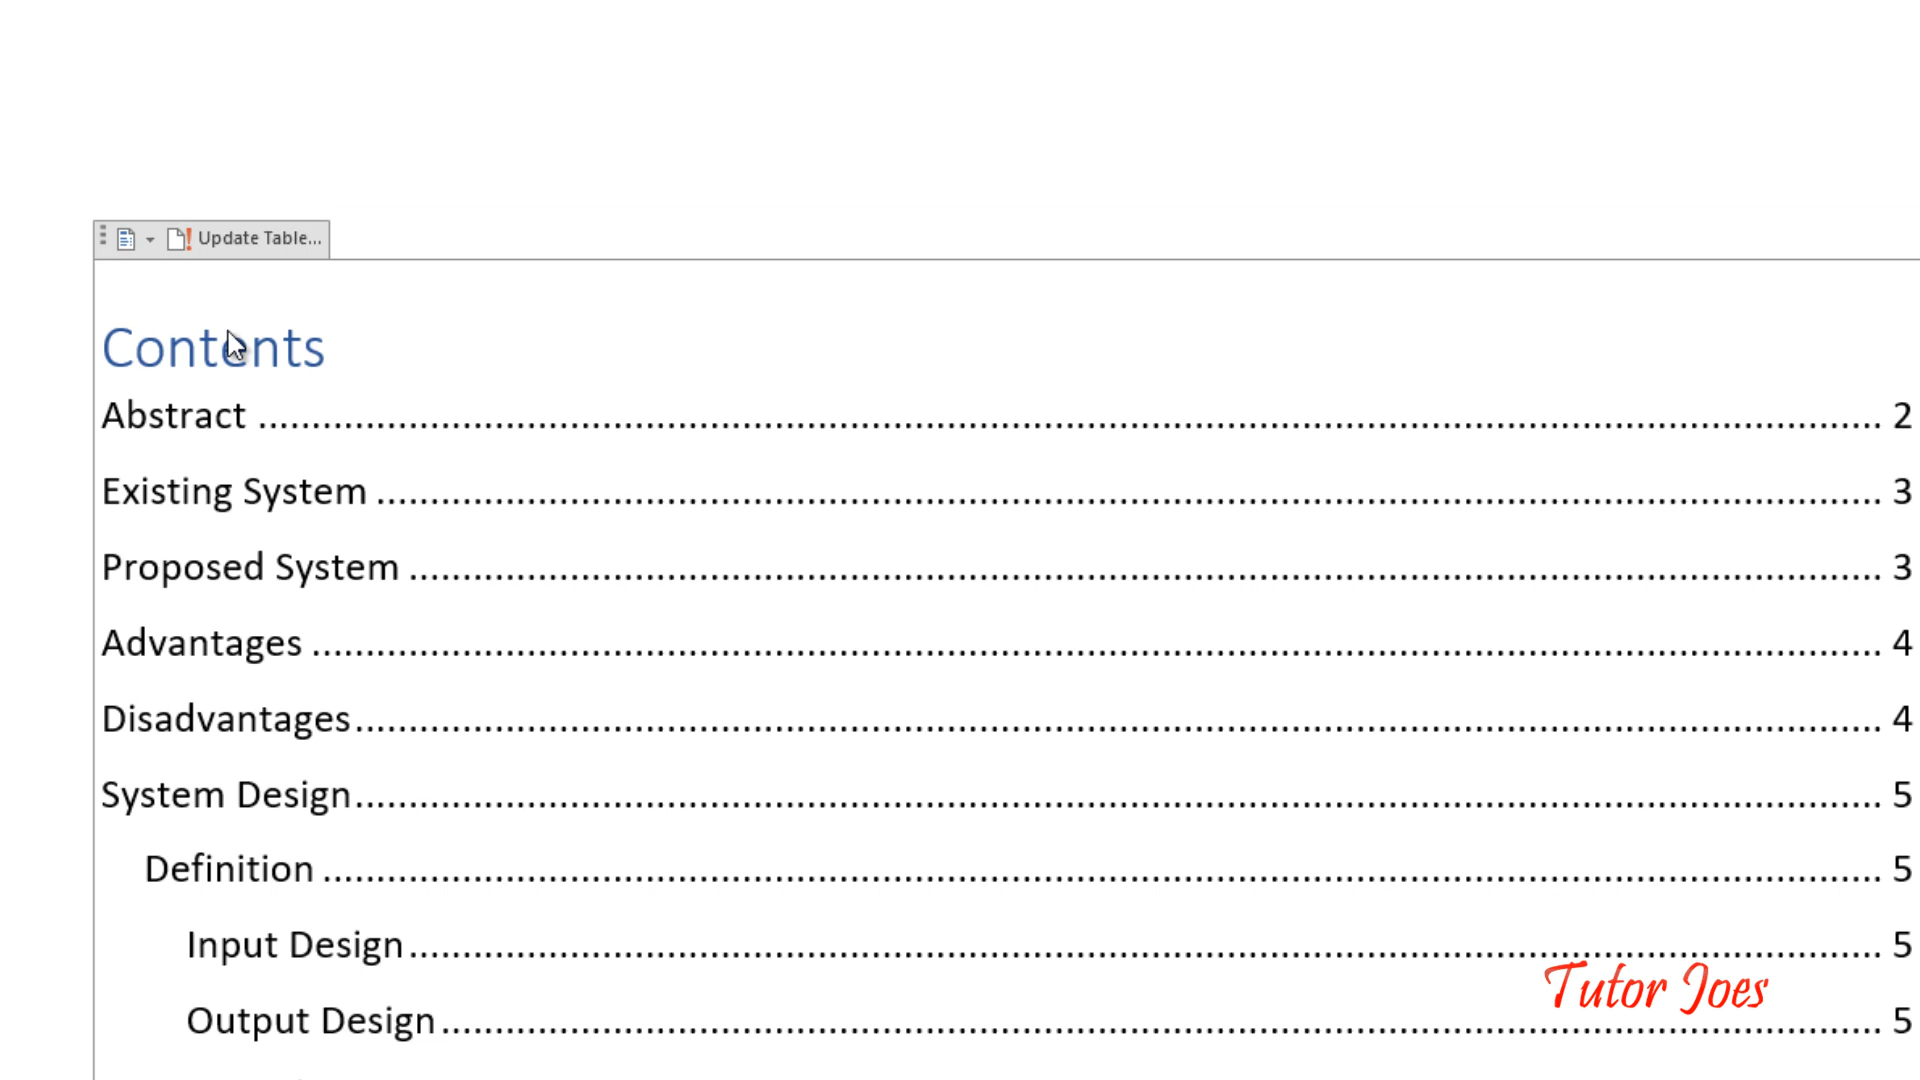 Update Table...
Contents
Abstract ........ 2
Existing System ........ 3
Proposed System ........ 3
Advantages ........ 4
Disadvantages ........ 4
System Design ........ 5
Definition ........ 5
Input Design ........ 5
Output Design ........ 5
Tutor Joes